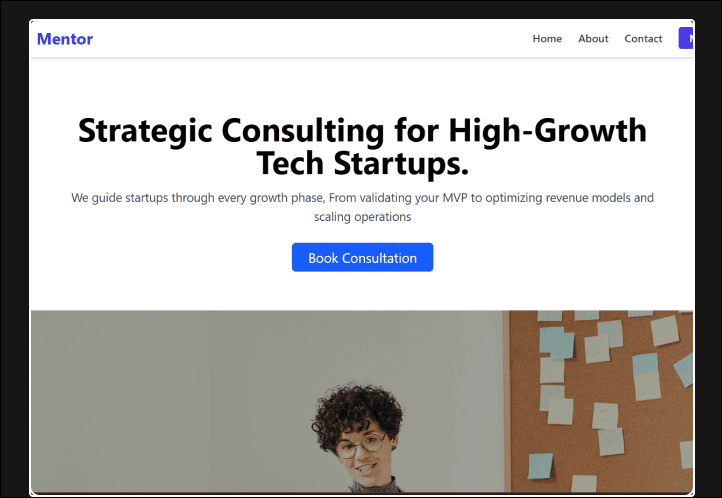 Mentor
Home About Contact
Strategic Consulting for High-Growth
Tech Startups.
We guide startups through every growth phase, From validating your MVP to optimizing revenue models and
scaling operations
Book Consultation